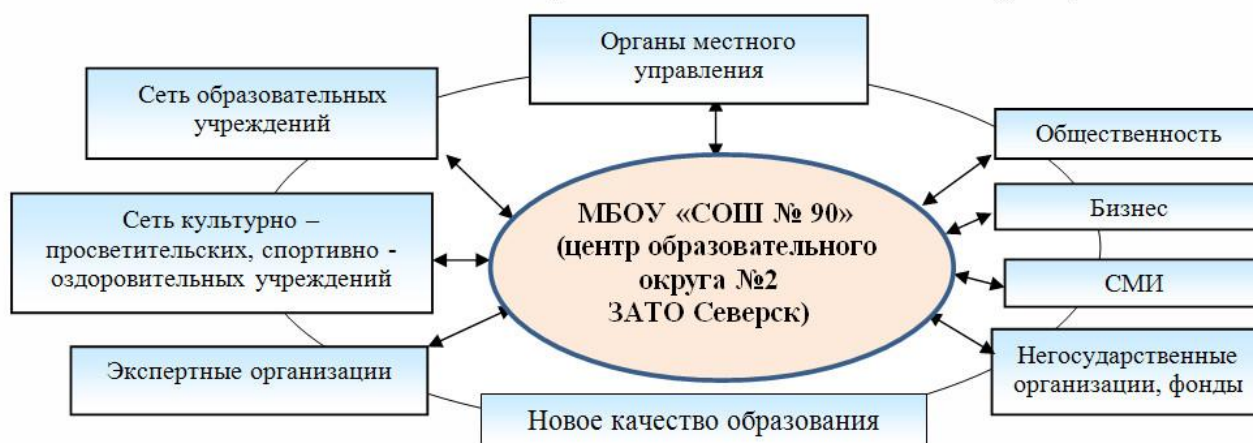 Органы местного
управления
Сеть образовательных
учреждений
Общественность
Сеть культурно –
просветительских, спортивно -
оздоровительных учреждений
МБОУ «СОШ № 90»
(центр образовательного
округа №2
ЗАТО Северск)
Бизнес
СМИ
Экспертные организации
Негосударственные
организации, фонды
Новое качество образования